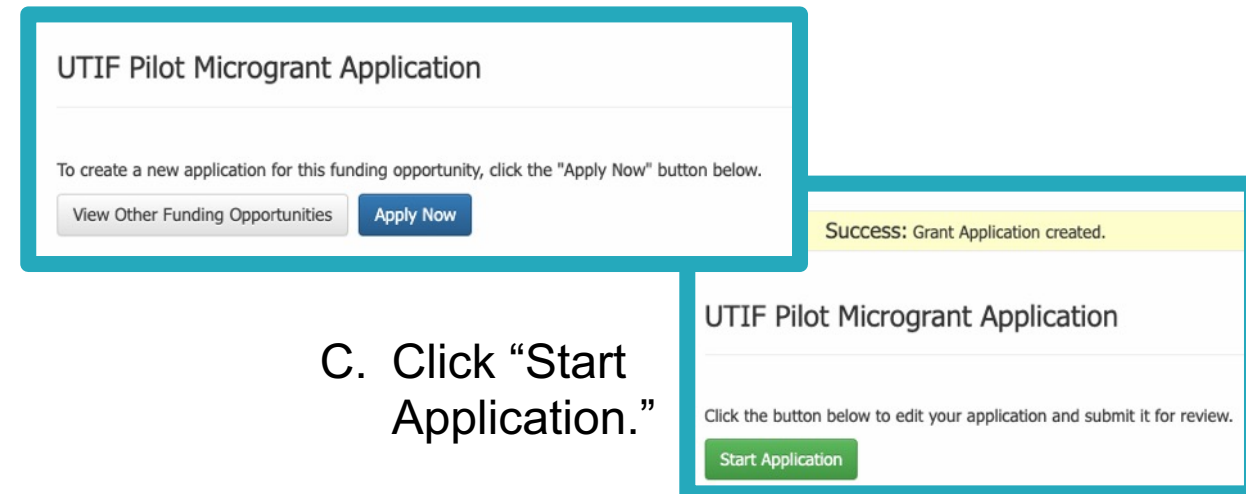 UTIF Pilot Microgrant Application
To create a new application for this funding opportunity, click the "Apply Now" button below.
View Other Funding Opportunities Apply Now
Success: Grant Application created.
UTIF Pilot Microgrant Application
C. Click “Start
Application.”
Click the button below to edit your application and submit it for review.
Start Application